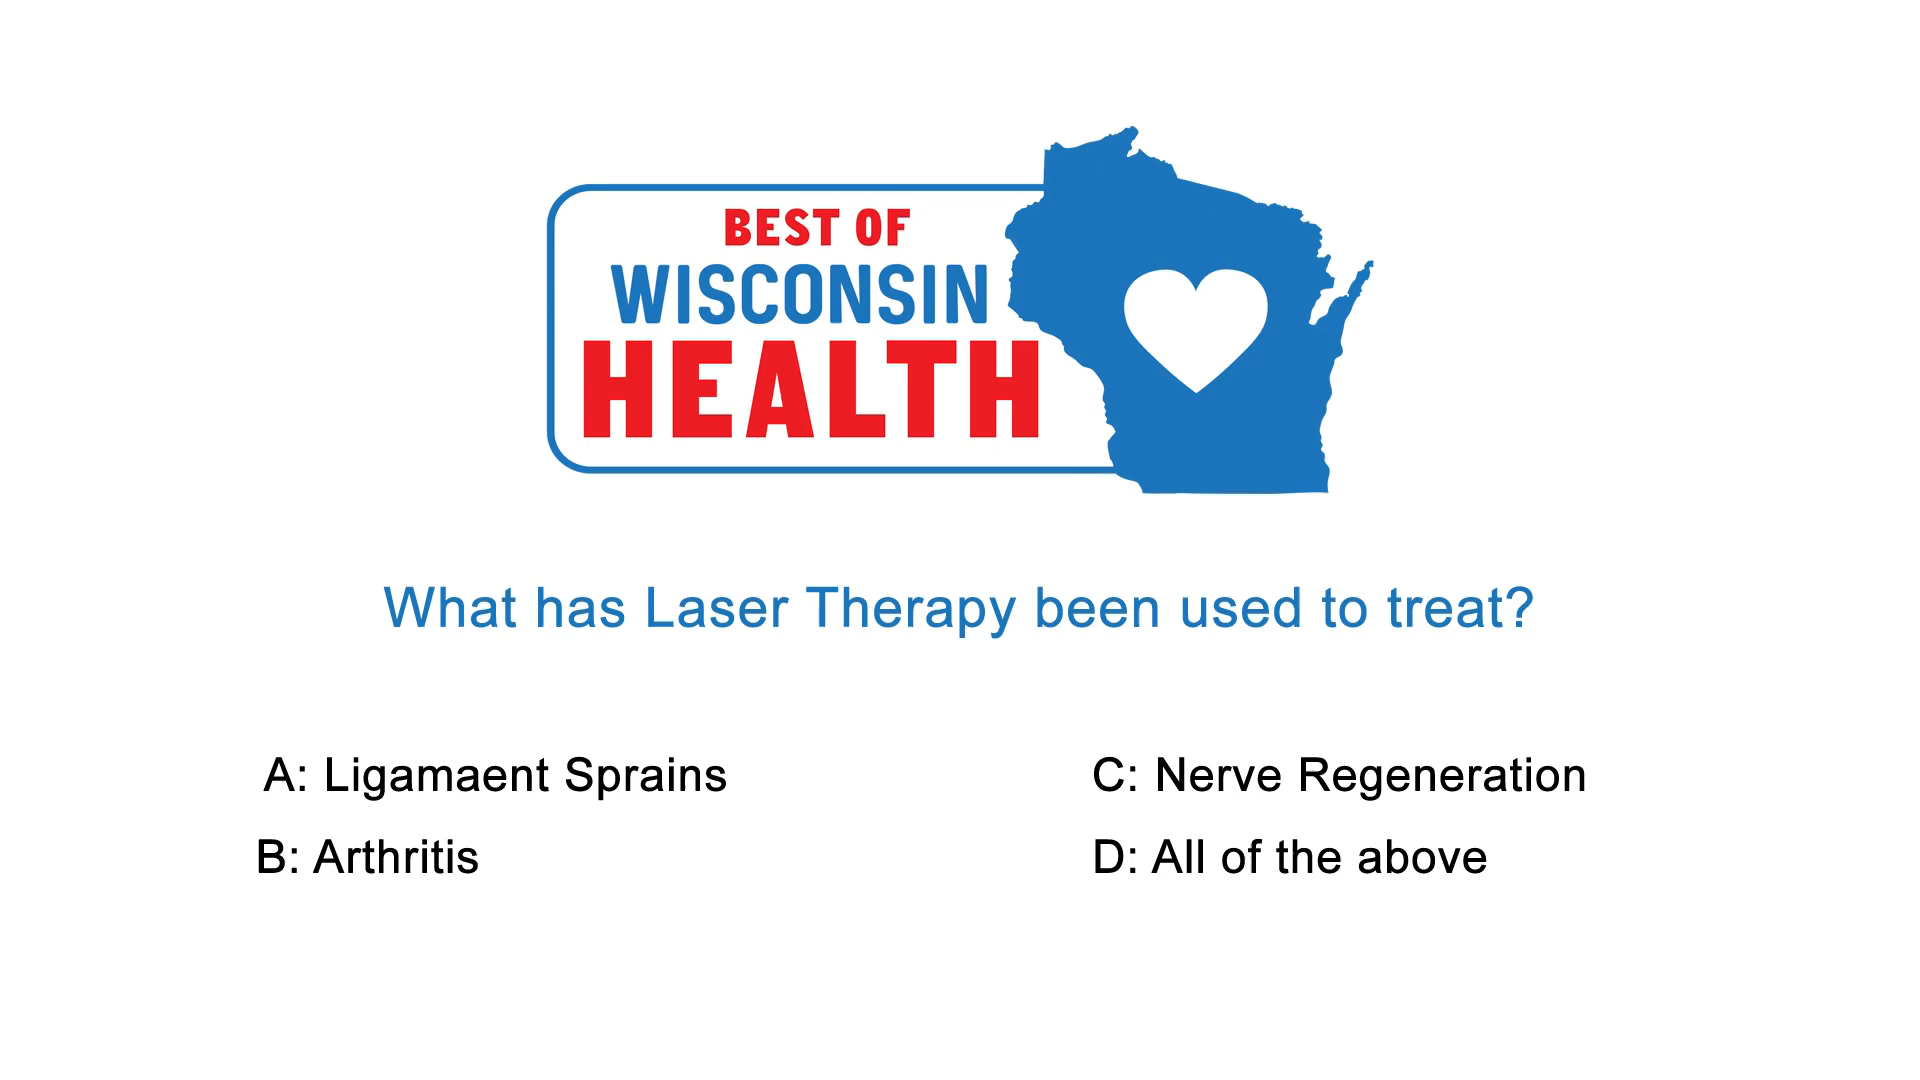 BEST OF
WISCONSIN
HEALTH
What has Laser Therapy been used to treat?
A: Ligamaent Sprains
B: Arthritis
C: Nerve Regeneration
D: All of the above